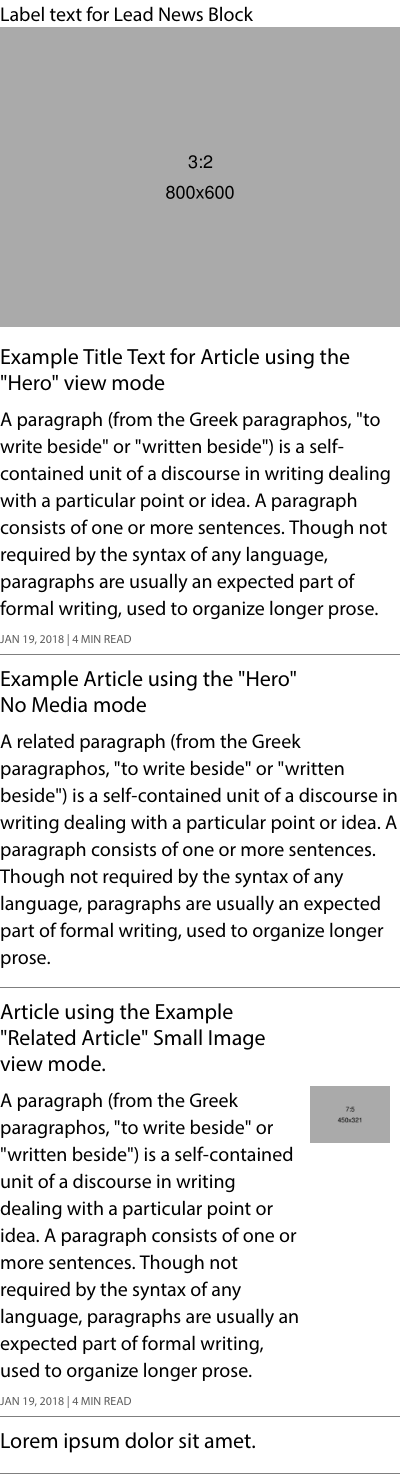 Label text for Lead News Block
3:2
800x600
Example Title Text for Article using the
"Hero" view mode
A paragraph (from the Greek paragraphos, "to
write beside" or "written beside") is a self-
contained unit of a discourse in writing dealing
with a particular point or idea. A paragraph
consists of one or more sentences. Though not
required by the syntax of any language,
paragraphs are usually an expected part of
formal writing, used to organize longer prose.
JAN 19, 2018 | 4 MIN READ
Example Article using the "Hero"
No Media mode
A related paragraph (from the Greek
paragraphos, "to write beside" or "written
beside") is a self-contained unit of a discourse in
writing dealing with a particular point or idea. A
paragraph consists of one or more sentences.
Though not required by the syntax of any
language, paragraphs are usually an expected
part of formal writing, used to organize longer
prose.
Article using the Example
"Related Article" Small Image
view mode.
A paragraph (from the Greek
paragraphos, "to write beside" or
"written beside") is a self-contained
unit of a discourse in writing
dealing with a particular point or
idea. A paragraph consists of one or
more sentences. Though not
required by the syntax of any
language, paragraphs are usually an
expected part of formal writing,
used to organize longer prose.
7:5
450x321
JAN 19, 2018 | 4 MIN READ
Lorem ipsum dolor sit amet.